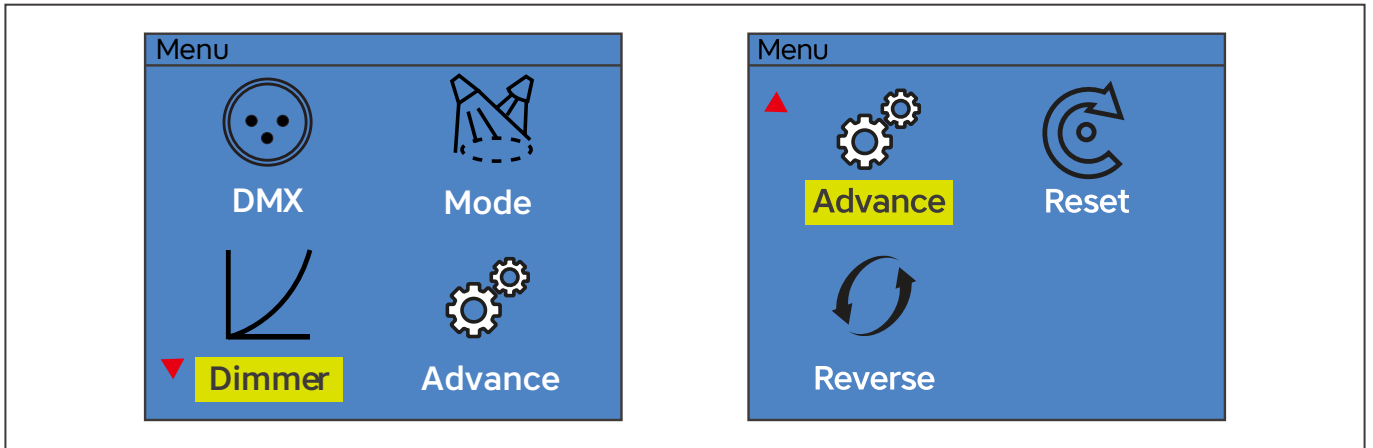 Menu
DMX Mode
Dimmer Advance
Menu
Advance Reset
Reverse